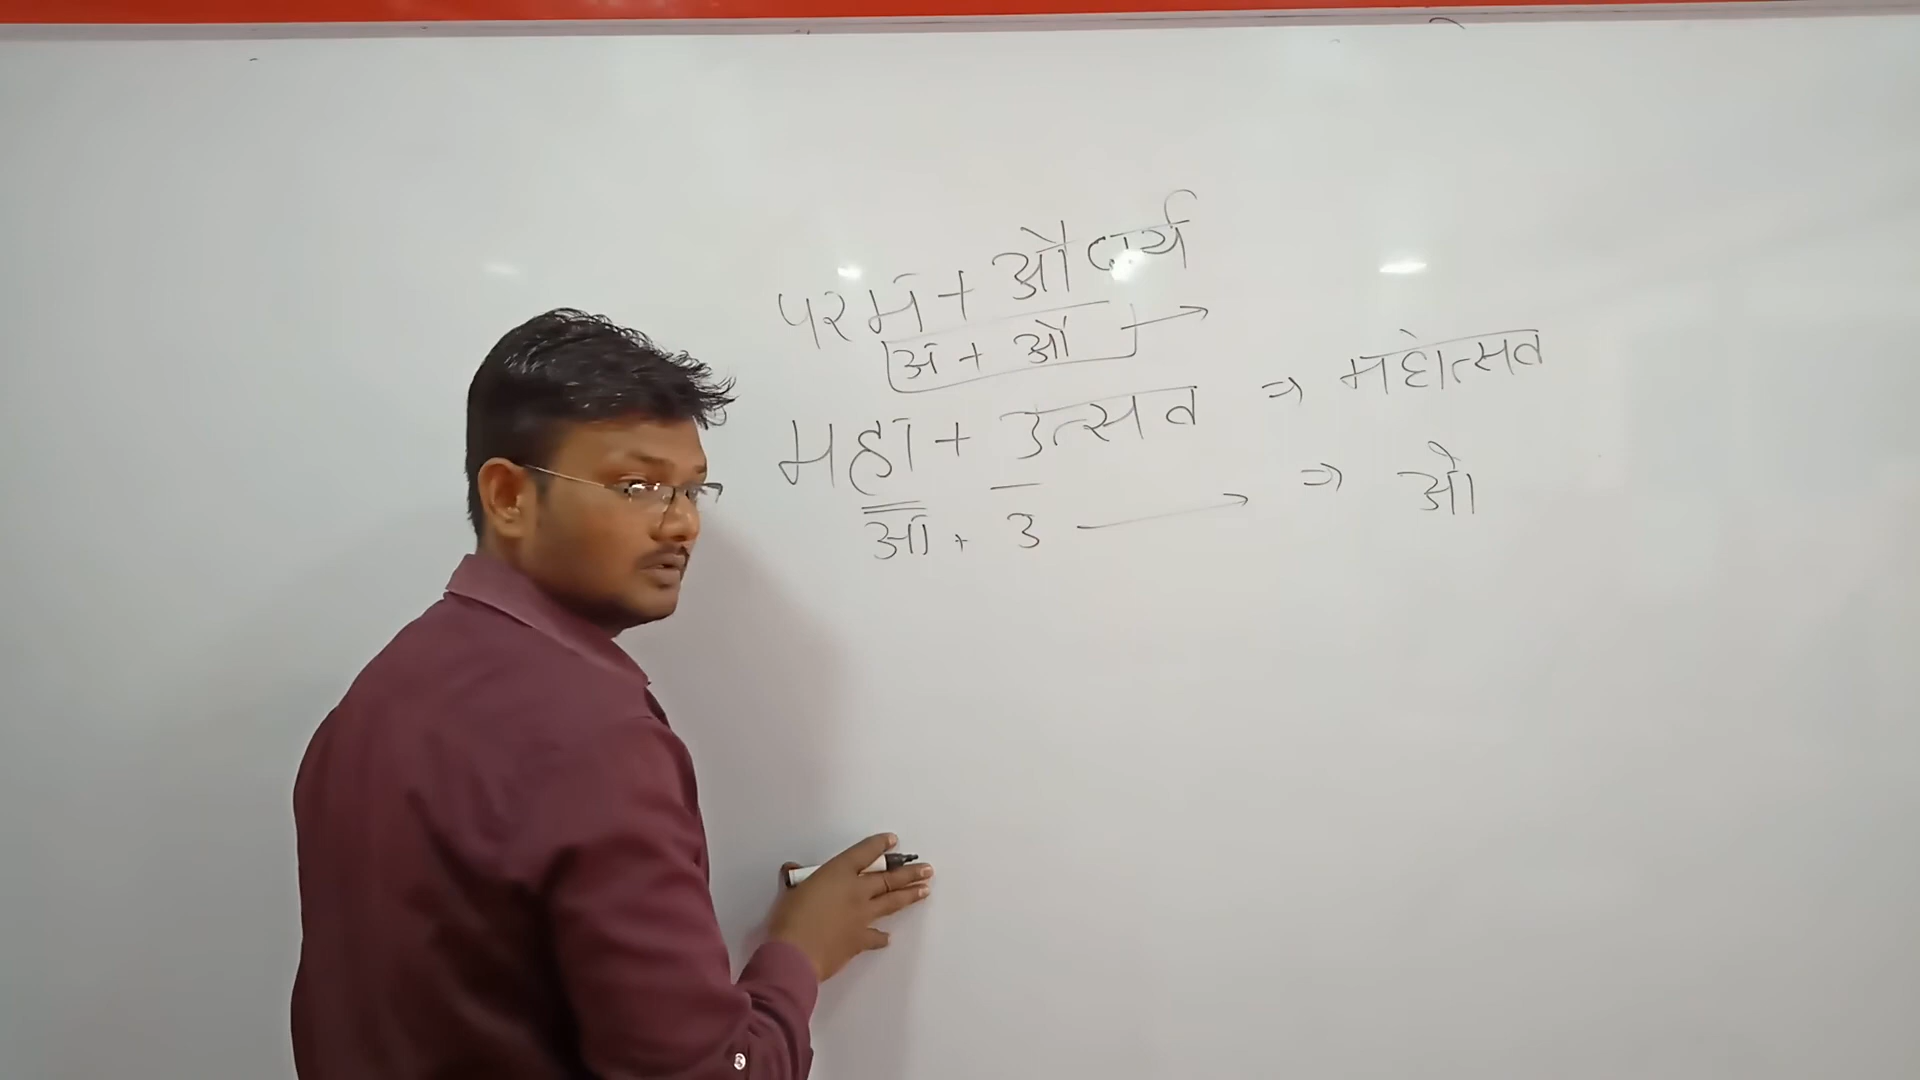 परम + औदार्य
अ + औ →
महा + उत्सव ⇒ महोत्सव
आ + उ → ⇒ ओ